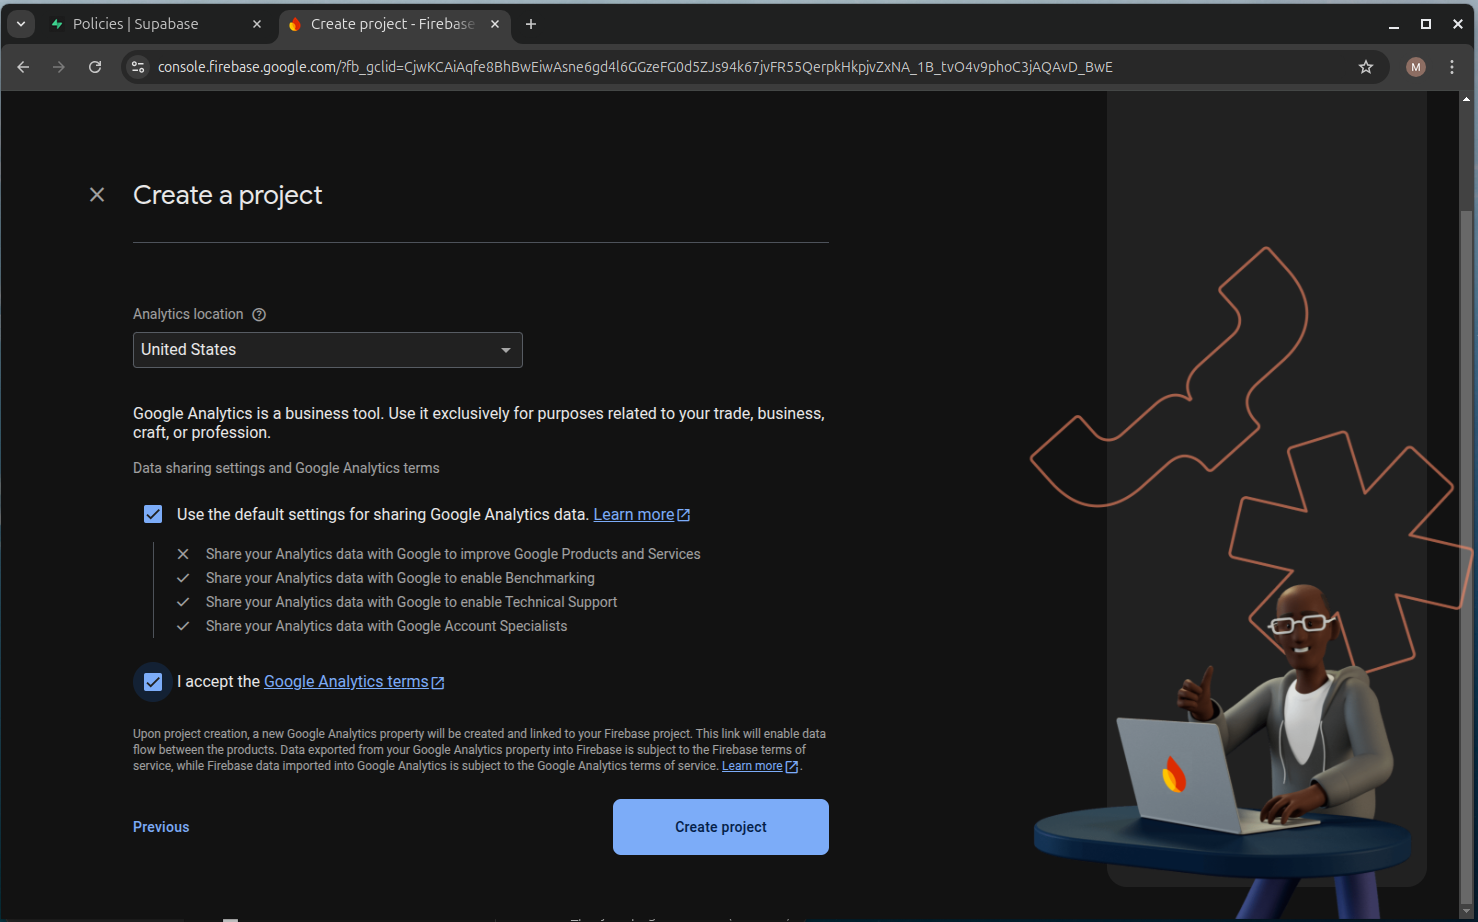 Policies | Supabase
Create project - Firebase
console.firebase.google.com/?fb_gclid=CjwKCAiAqfe8BhBwEiwAsne6gd4l6GGzeFG0d5ZJs94k67jvFR55QerpkHkpjvZxNA_1B_tvO4v9phoC3jAQAvD_BwE
M
Create a project
Analytics location
United States
Google Analytics is a business tool. Use it exclusively for purposes related to your trade, business,
craft, or profession.
Data sharing settings and Google Analytics terms
Use the default settings for sharing Google Analytics data. Learn more
Share your Analytics data with Google to improve Google Products and Services
Share your Analytics data with Google to enable Benchmarking
Share your Analytics data with Google to enable Technical Support
Share your Analytics data with Google Account Specialists
I accept the Google Analytics terms
Upon project creation, a new Google Analytics property will be created and linked to your Firebase project. This link will enable data
flow between the products. Data exported from your Google Analytics property into Firebase is subject to the Firebase terms of
service, while Firebase data imported into Google Analytics is subject to the Google Analytics terms of service. Learn more.
Previous
Create project